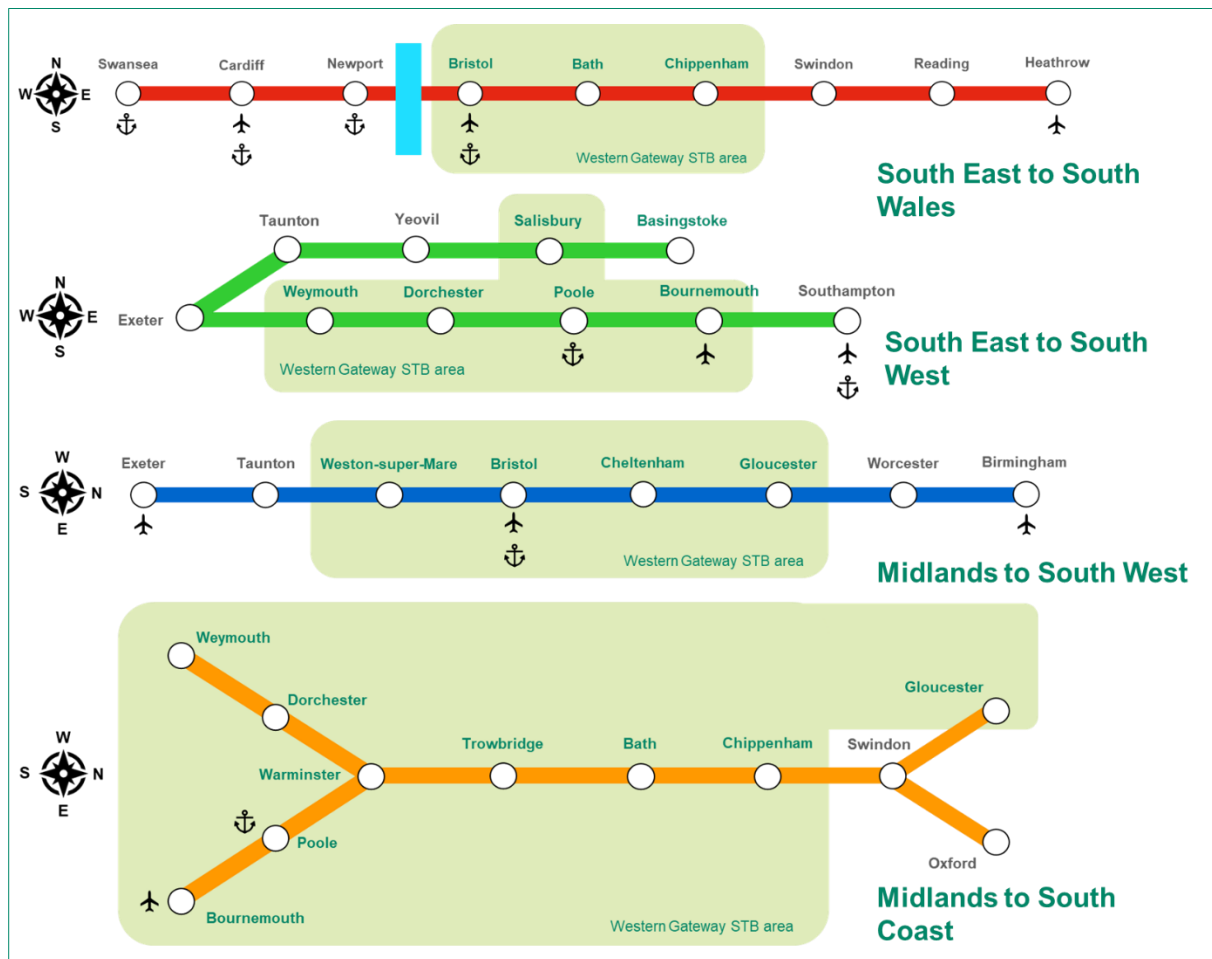 N
W E
S
Swansea Cardiff Newport Bristol Bath Chippenham Swindon Reading Heathrow
Western Gateway STB area
South East to South
Wales
Taunton Yeovil Salisbury Basingstoke
N
W E
S
Exeter Weymouth Dorchester Poole Bournemouth Southampton
Western Gateway STB area
South East to South
West
W
S N
E
Exeter Taunton Weston-super-Mare Bristol Cheltenham Gloucester Worcester Birmingham
Western Gateway STB area
Midlands to South West
Weymouth
Gloucester
Dorchester
W
S N
E
Trowbridge Bath Chippenham Swindon
Warminster
Poole
Oxford
Bournemouth
Western Gateway STB area
Midlands to South
Coast